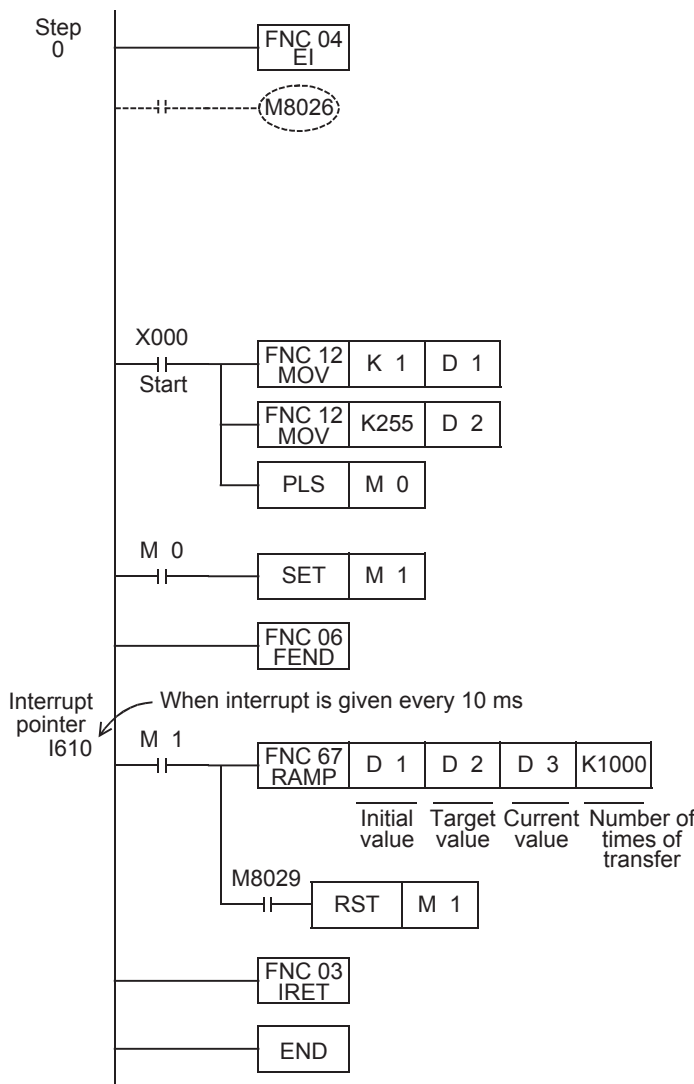 Step
0
FNC 04
EI
M8026
X000
Start
FNC 12
MOV
K 1
D 1
FNC 12
MOV
K255
D 2
PLS
M 0
M 0
SET
M 1
FNC 06
FEND
Interrupt
pointer
I610
When interrupt is given every 10 ms
M 1
FNC 67
RAMP
D 1
D 2
D 3
K1000
Initial
value
Target
value
Current
value
Number of
times of
transfer
M8029
RST
M 1
FNC 03
IRET
END